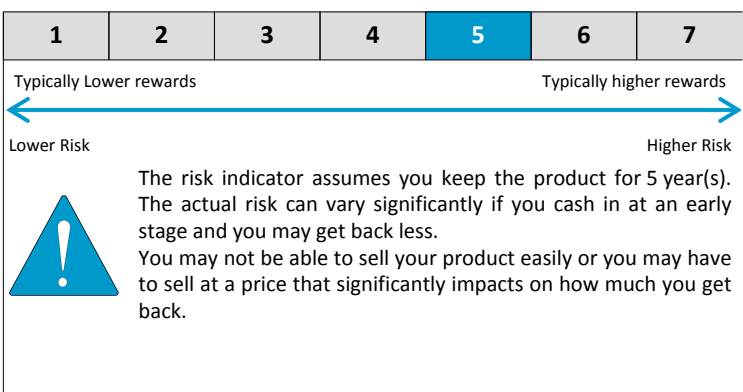 1 2 3 4 5 6 7
Typically Lower rewards Typically higher rewards
Lower Risk Higher Risk
The risk indicator assumes you keep the product for 5 year(s).
The actual risk can vary significantly if you cash in at an early
stage and you may get back less.
You may not be able to sell your product easily or you may have
to sell at a price that significantly impacts on how much you get
back.